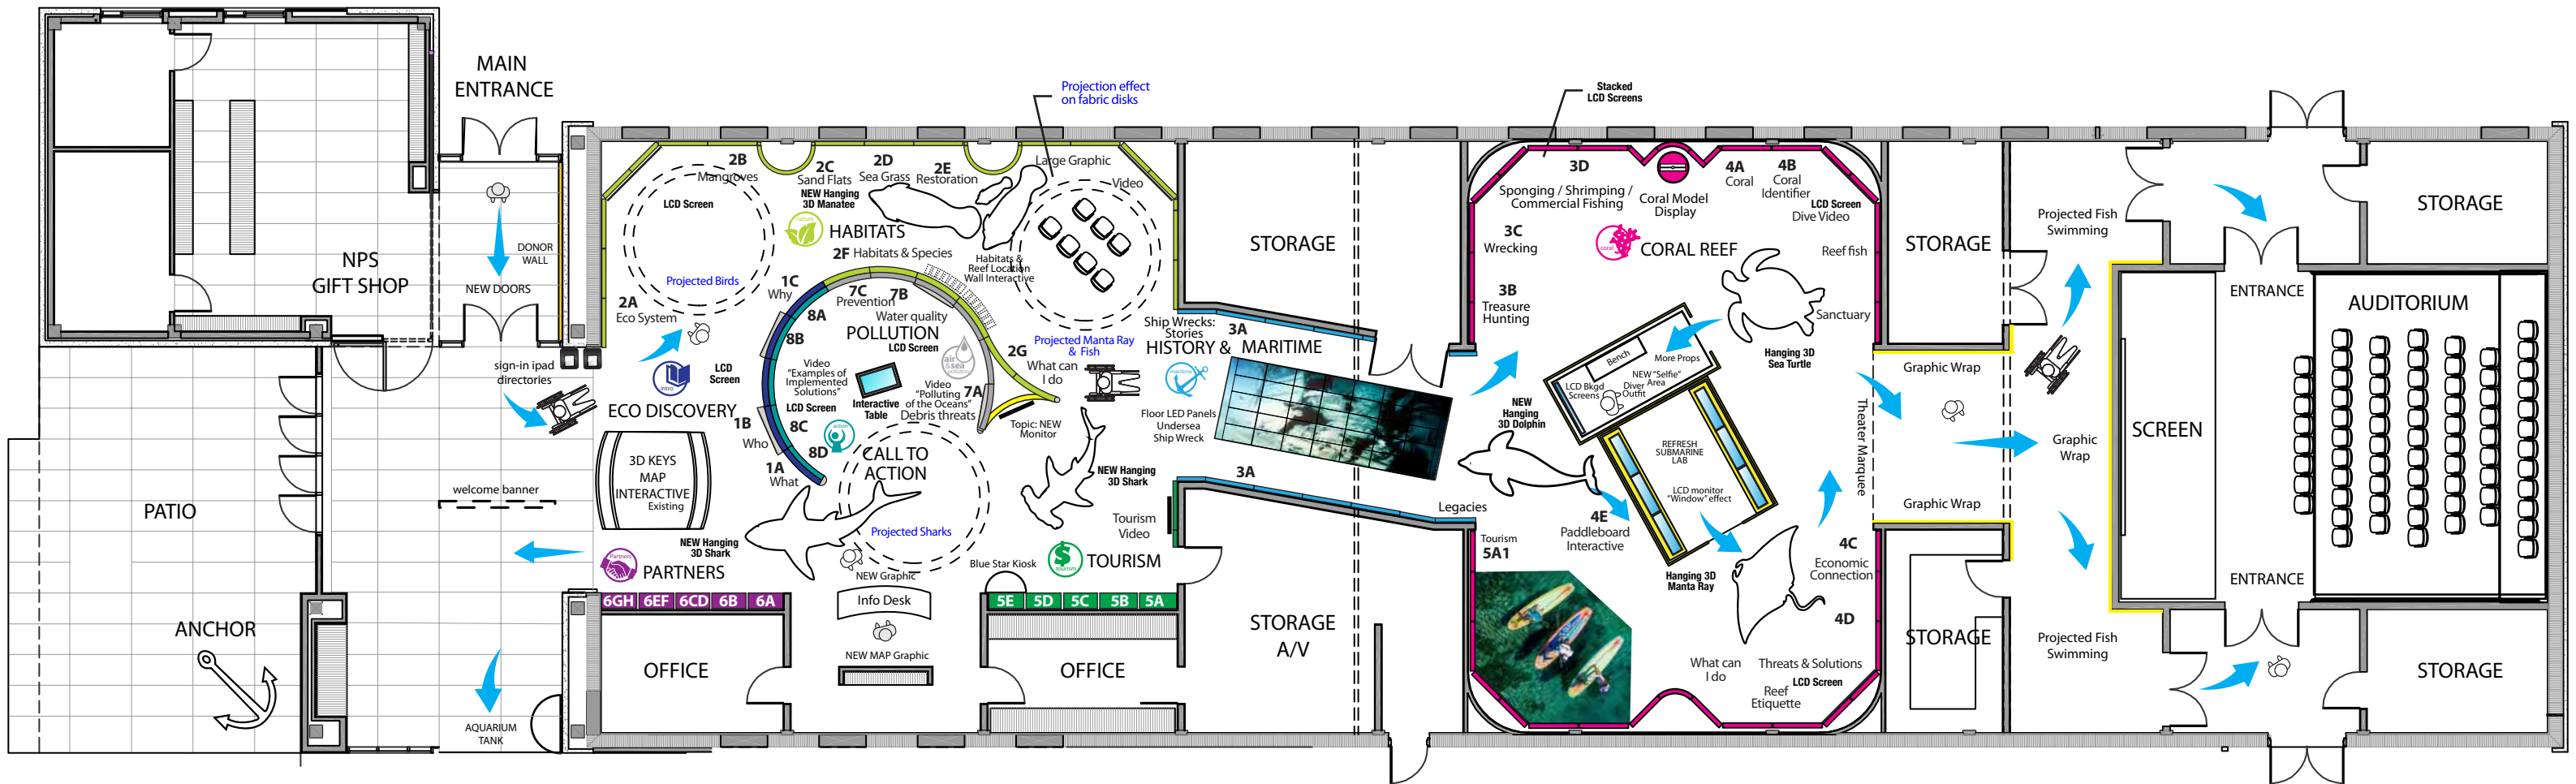 MAIN
ENTRANCE
NPS
GIFT SHOP
DONOR
WALL
NEW DOORS
sign-in ipad
directories
welcome banner
PATIO
ANCHOR
AQUARIUM
TANK
Projection effect
on fabric disks
2B
Mangroves
2C
Sand Flats
2D
Sea Grass
2E
Restoration
Large Graphic
Video
LCD Screen
NEW Hanging
3D Manatee
nature
HABITATS
2F Habitats & Species
Habitats &
Reef Location
Wall Interactive
Projected Birds
2A
Eco System
1C
Why
7C
Prevention
7B
Water quality
8A
POLLUTION
LCD Screen
8B
air
&sea
pollution
Projected Manta Ray
& Fish
2G
What can
I do
intro
LCD
Screen
ECO DISCOVERY
Video
"Examples of
Implemented
Solutions"
LCD Screen
Interactive
Table
Video
"Polluting
of the Oceans"
7A
Debris threats
Topic: NEW
Monitor
1B
Who
8C
action
8D
1A
What
CALL TO
ACTION
3D KEYS
MAP
INTERACTIVE
Existing
Projected Sharks
NEW Hanging
3D Shark
NEW Hanging
3D Shark
Partners
PARTNERS
6GH
6EF
6CD
6B
6A
NEW Graphic
Info Desk
NEW MAP Graphic
Blue Star Kiosk
tourism
TOURISM
Tourism
Video
5E
5D
5C
5B
5A
OFFICE
OFFICE
STORAGE
Ship Wrecks:
Stories
3A
HISTORY & MARITIME
maritime
Floor LED Panels
Undersea
Ship Wreck
3A
Legacies
STORAGE
A/V
Stacked
LCD Screens
3D
Sponging / Shrimping /
Commercial Fishing
Coral Model
Display
4A
Coral
4B
Coral
Identifier
LCD Screen
Dive Video
3C
Wrecking
coral
CORAL REEF
Reef fish
3B
Treasure
Hunting
Sanctuary
Hanging 3D
Sea Turtle
Bench
More Props
NEW "Selfie"
Area
LCD Bkgd
Screens
Diver
Outfit
NEW
Hanging
3D Dolphin
REFRESH
SUBMARINE
LAB
LCD monitor
"Window" effect
4E
Paddleboard
Interactive
Hanging 3D
Manta Ray
Tourism
5A1
4C
Economic
Connection
4D
What can
I do
Threats & Solutions
LCD Screen
Reef
Etiquette
Theater Marquee
STORAGE
Graphic Wrap
Graphic Wrap
STORAGE
Projected Fish
Swimming
Graphic
Wrap
Projected Fish
Swimming
SCREEN
ENTRANCE
ENTRANCE
AUDITORIUM
STORAGE
STORAGE